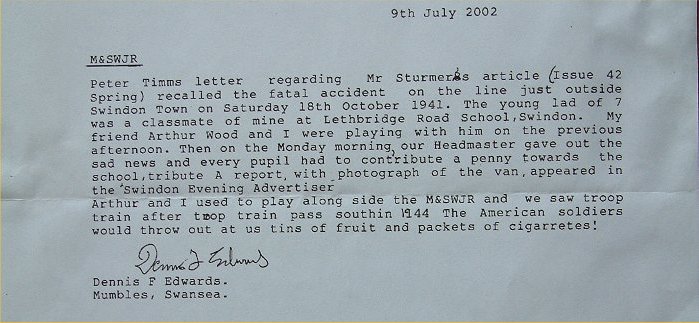 9th July 2002
M&SWJR
Peter Timms letter regarding Mr Sturmer's article (Issue 42
Spring) recalled the fatal accident on the line just outside
Swindon Town on Saturday 18th October 1941. The young lad of 7
was a classmate of mine at Lethbridge Road School,Swindon. My
friend Arthur Wood and I were playing with him on the previous
afternoon. Then on the Monday morning, our Headmaster gave out the
sad news and every pupil had to contribute a penny towards the
school,tribute A report, with photograph of the van, appeared in
the 'Swindon Evening Advertiser
Arthur and I used to play along side the M&SWJR and we saw troop
train after troop train pass southin 1944 The American soldiers
would throw out at us tins of fruit and packets of cigarretes!
Dennis F Edwards
Dennis F Edwards.
Mumbles, Swansea.